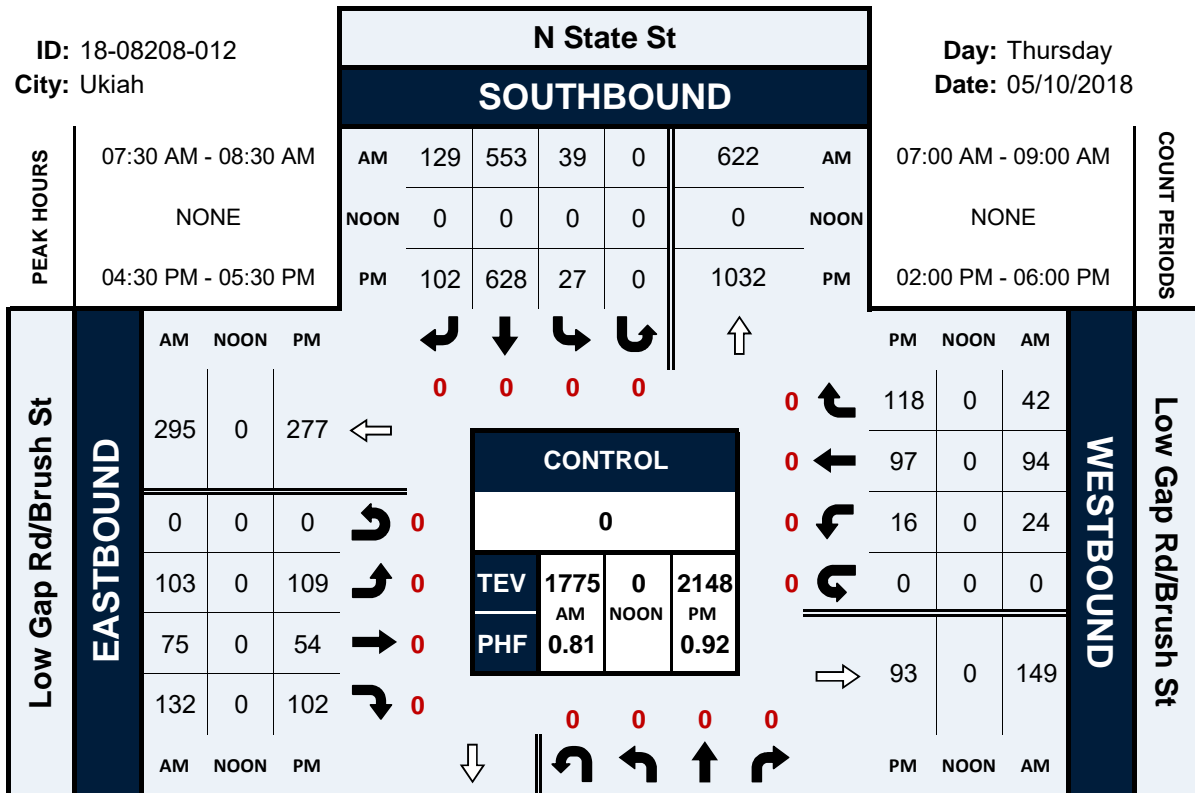 ID: 18-08208-012
City: Ukiah
N State St
SOUTHBOUND
Day: Thursday
Date: 05/10/2018
PEAK HOURS
07:30 AM - 08:30 AM
NONE
04:30 PM - 05:30 PM
AM 129 553 39 0 622 AM
NOON 0 0 0 0 0 NOON
PM 102 628 27 0 1032 PM
07:00 AM - 09:00 AM
NONE
02:00 PM - 06:00 PM
COUNT PERIODS
0 0 0 0
Low Gap Rd/Brush St
EASTBOUND
AM NOON PM
295 0 277
0 0 0 0
103 0 109 0
75 0 54 0
132 0 102 0
AM NOON PM
CONTROL
0
TEV 1775 0 2148
AM NOON PM
PHF 0.81 0.92
PM NOON AM
0 118 0 42
0 97 0 94
0 16 0 24
0 0 0 0
93 0 149
PM NOON AM
WESTBOUND
Low Gap Rd/Brush St
0 0 0 0